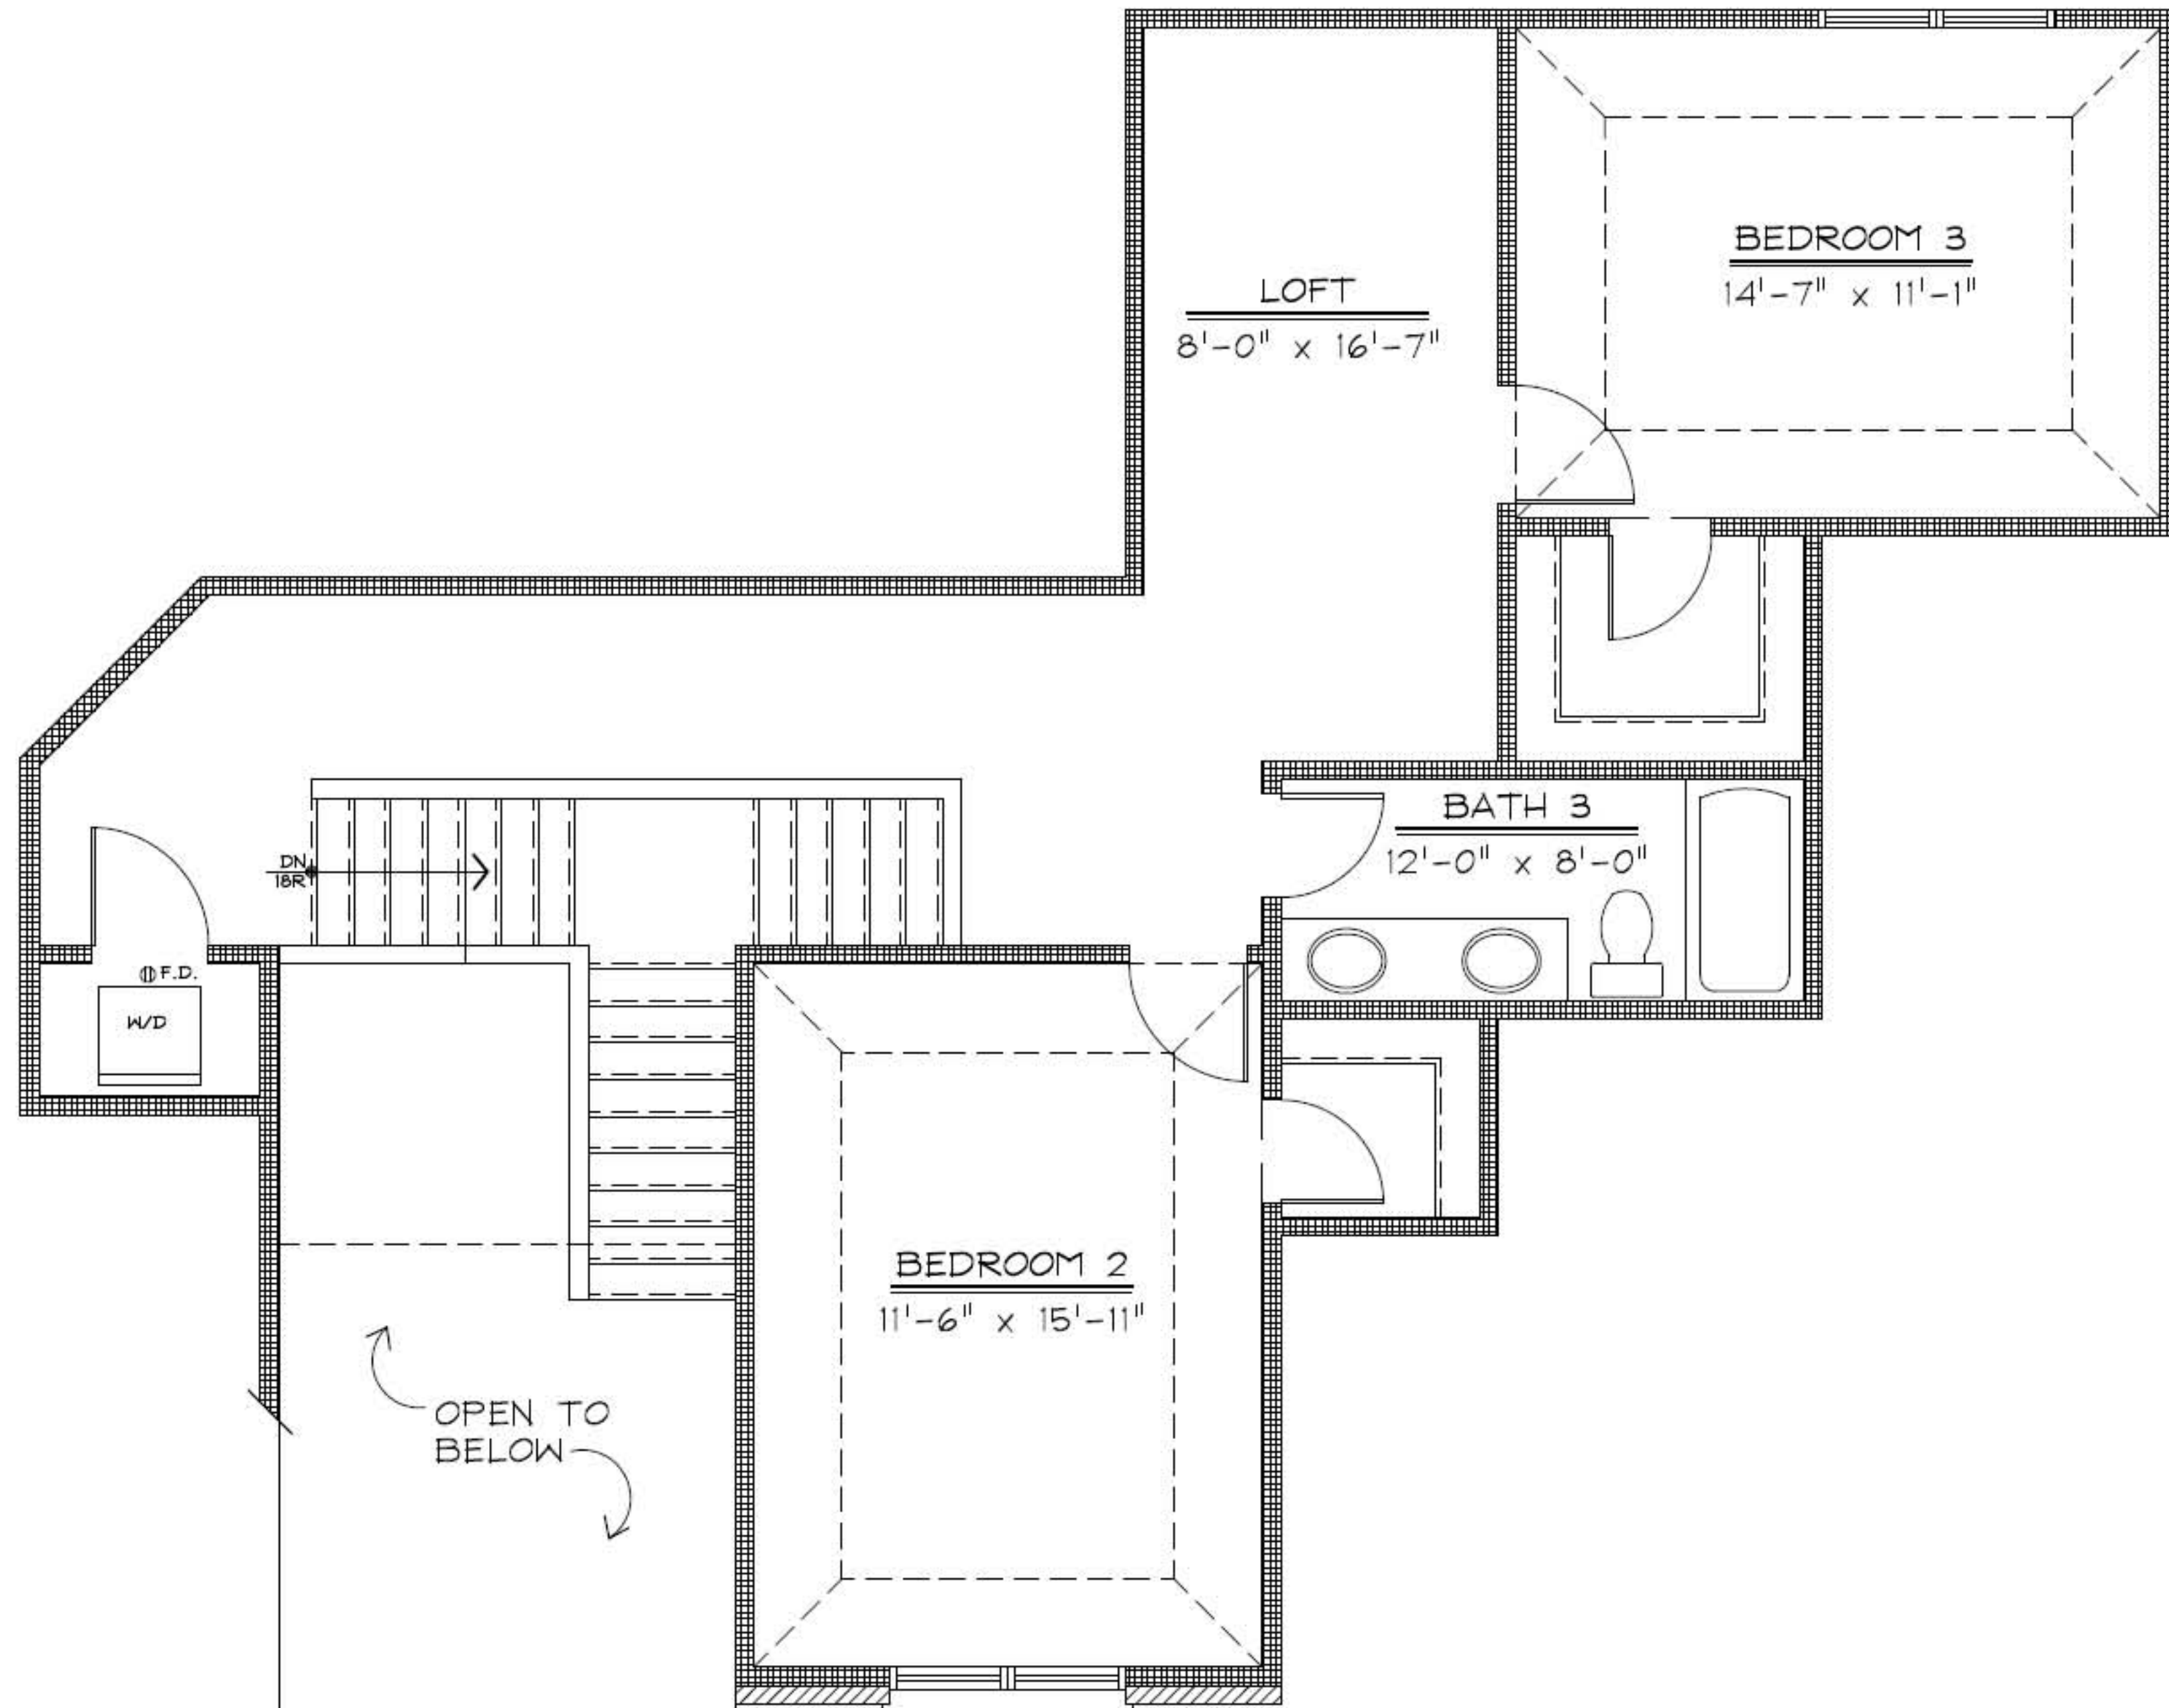 BEDROOM 3
14'-7" x 11'-1"
LOFT
8'-0" x 16'-7"
BATH 3
12'-0" x 8'-0"
DN
18R
F.D.
W/D
BEDROOM 2
11'-6" x 15'-11"
OPEN TO
BELOW